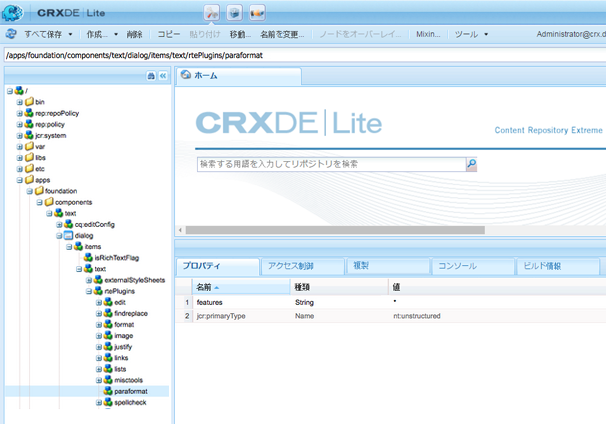 CRXDE | Lite
すべて保存 作成... 削除 コピー 貼り付け 移動... 名前を変更... ノードをオーバーレイ... Mixin... ツール Administrator@crx.d
/apps/foundation/components/text/dialog/items/text/rtePlugins/paraformat
ホーム
/
bin
rep:repoPolicy
rep:policy
jcr:system
var
libs
etc
apps
foundation
components
text
cq:editConfig
dialog
items
isRichTextFlag
text
externalStyleSheets
rtePlugins
edit
findreplace
format
image
justify
links
lists
misctools
paraformat
spellcheck
CRXDE | Lite
Content Repository Extreme
検索する用語を入力してリポジトリを検索
プロパティ アクセス制御 複製 コンソール ビルド情報
名前 種類 値
1 features String *
2 jcr:primaryType Name nt:unstructured